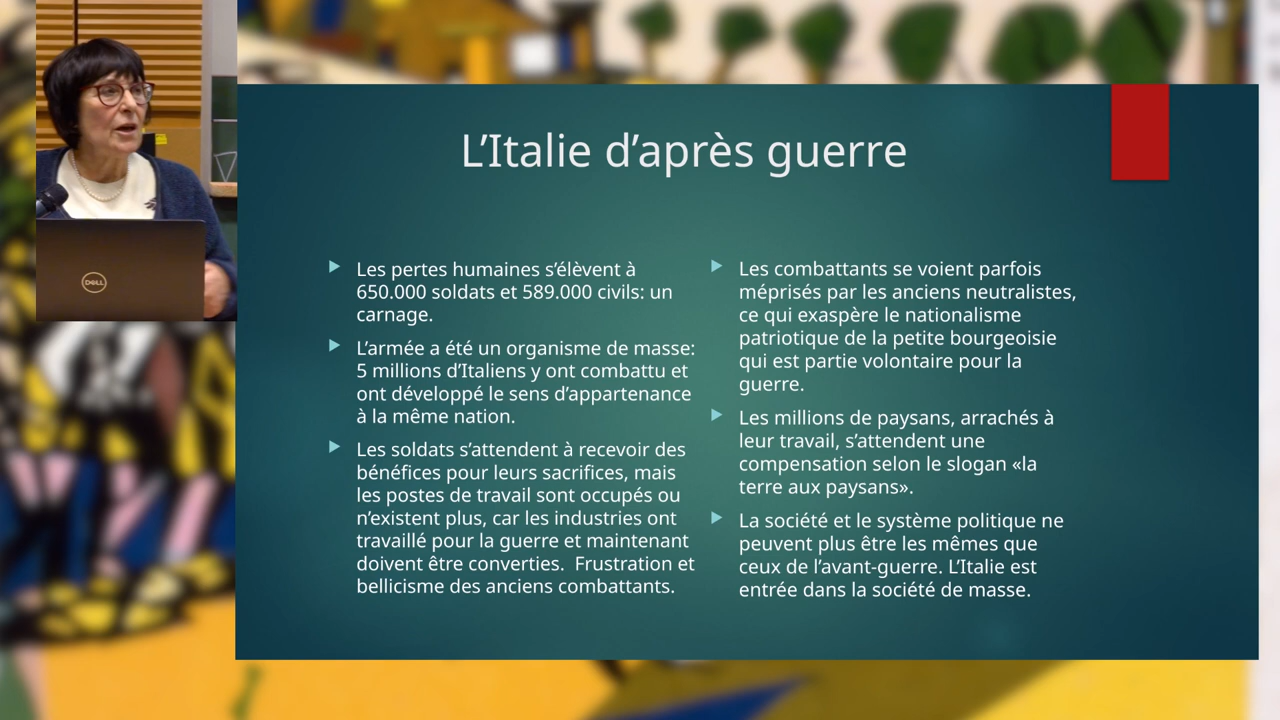 L’Italie d’après guerre
Les pertes humaines s’élèvent à
650.000 soldats et 589.000 civils: un
carnage.
L’armée a été un organisme de masse:
5 millions d’Italiens y ont combattu et
ont développé le sens d’appartenance
à la même nation.
Les soldats s’attendent à recevoir des
bénéfices pour leurs sacrifices, mais
les postes de travail sont occupés ou
n’existent plus, car les industries ont
travaillé pour la guerre et maintenant
doivent être converties.  Frustration et
bellicisme des anciens combattants.
Les combattants se voient parfois
méprisés par les anciens neutralistes,
ce qui exaspère le nationalisme
patriotique de la petite bourgeoisie
qui est partie volontaire pour la
guerre.
Les millions de paysans, arrachés à
leur travail, s’attendent une
compensation selon le slogan «la
terre aux paysans».
La société et le système politique ne
peuvent plus être les mêmes que
ceux de l’avant-guerre. L’Italie est
entrée dans la société de masse.
DELL